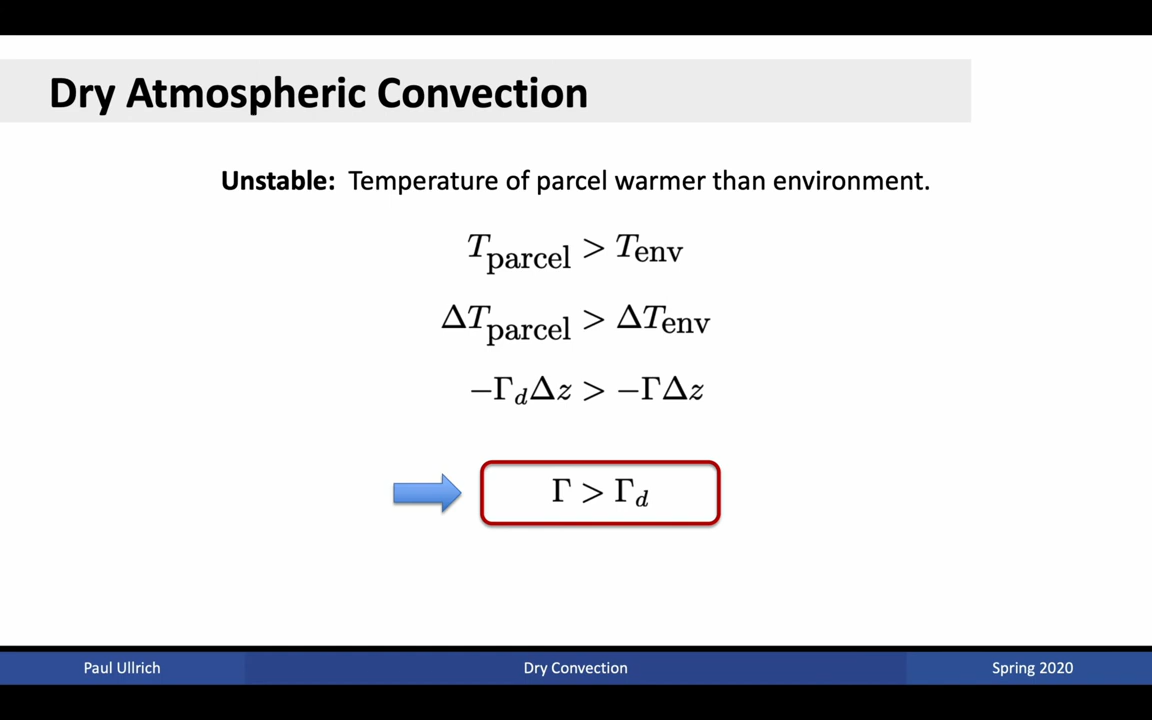 Dry Atmospheric Convection
Unstable: Temperature of parcel warmer than environment.
T_parcel > T_env
ΔT_parcel > ΔT_env
−Γ_dΔz > −ΓΔz
Γ > Γ_d
Paul Ullrich Dry Convection Spring 2020